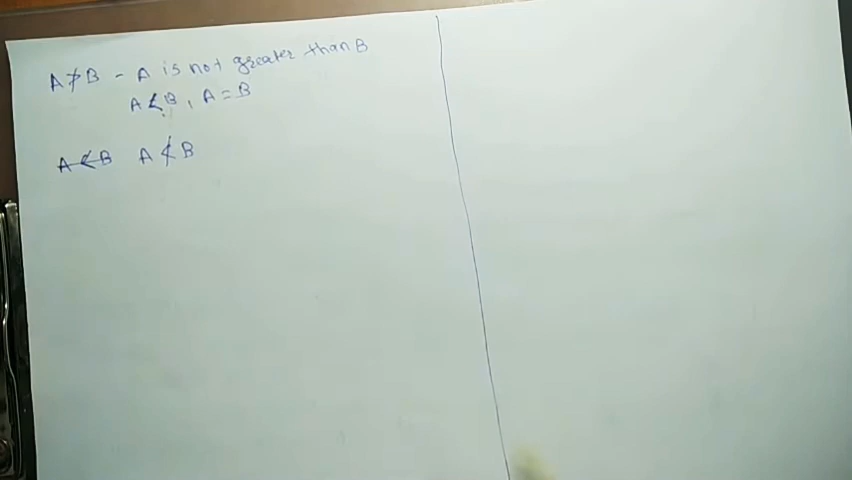 A ≯ B - A is not greater than B
A < B , A = B
A < B A ≮ B